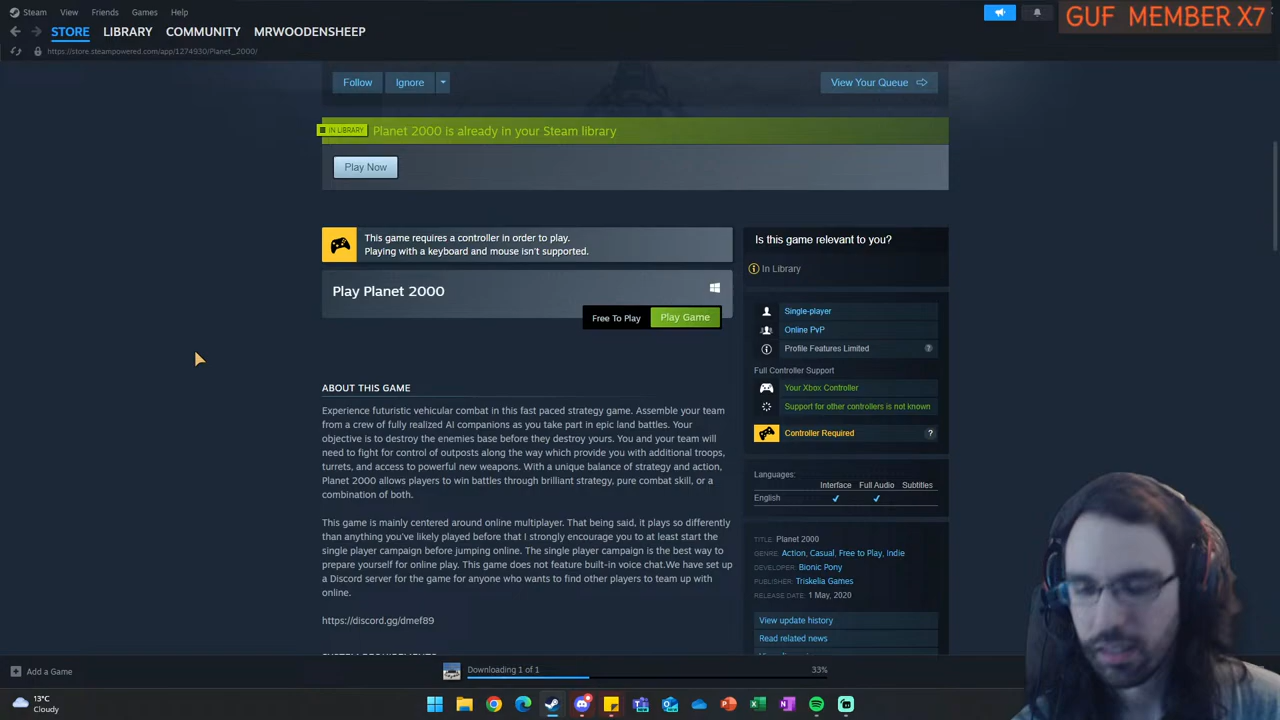 Steam View Friends Games Help
GUF MEMBER X7
STORE LIBRARY COMMUNITY MRWOODENSHEEP
https://store.steampowered.com/app/1274930/Planet_2000/
Follow Ignore View Your Queue
IN LIBRARY Planet 2000 is already in your Steam library
Play Now
This game requires a controller in order to play.
Playing with a keyboard and mouse isn't supported.
Play Planet 2000
Free To Play Play Game
ABOUT THIS GAME
Experience futuristic vehicular combat in this fast paced strategy game. Assemble your team
from a crew of fully realized AI companions as you take part in epic land battles. Your
objective is to destroy the enemies base before they destroy yours. You and your team will
need to fight for control of outposts along the way which provide you with additional troops,
turrets, and access to powerful new weapons. With a unique balance of strategy and action,
Planet 2000 allows players to win battles through brilliant strategy, pure combat skill, or a
combination of both.
This game is mainly centered around online multiplayer. That being said, it plays so differently
than anything you've likely played before that I strongly encourage you to at least start the
single player campaign before jumping online. The single player campaign is the best way to
prepare yourself for online play. This game does not feature built-in voice chat.We have set up
a Discord server for the game for anyone who wants to find other players to team up with
online.
https://discord.gg/dmef89
SYSTEM REQUIREMENTS
Is this game relevant to you?
In Library
Single-player
Online PvP
Profile Features Limited ?
Full Controller Support
Your Xbox Controller
Support for other controllers is not known
Controller Required ?
Languages:
Interface Full Audio Subtitles
English ✔ ✔
TITLE: Planet 2000
GENRE: Action, Casual, Free to Play, Indie
DEVELOPER: Bionic Pony
PUBLISHER: Triskelia Games
RELEASE DATE: 1 May, 2020
View update history
Read related news
Add a Game
Downloading 1 of 1 33%
13°C
Cloudy